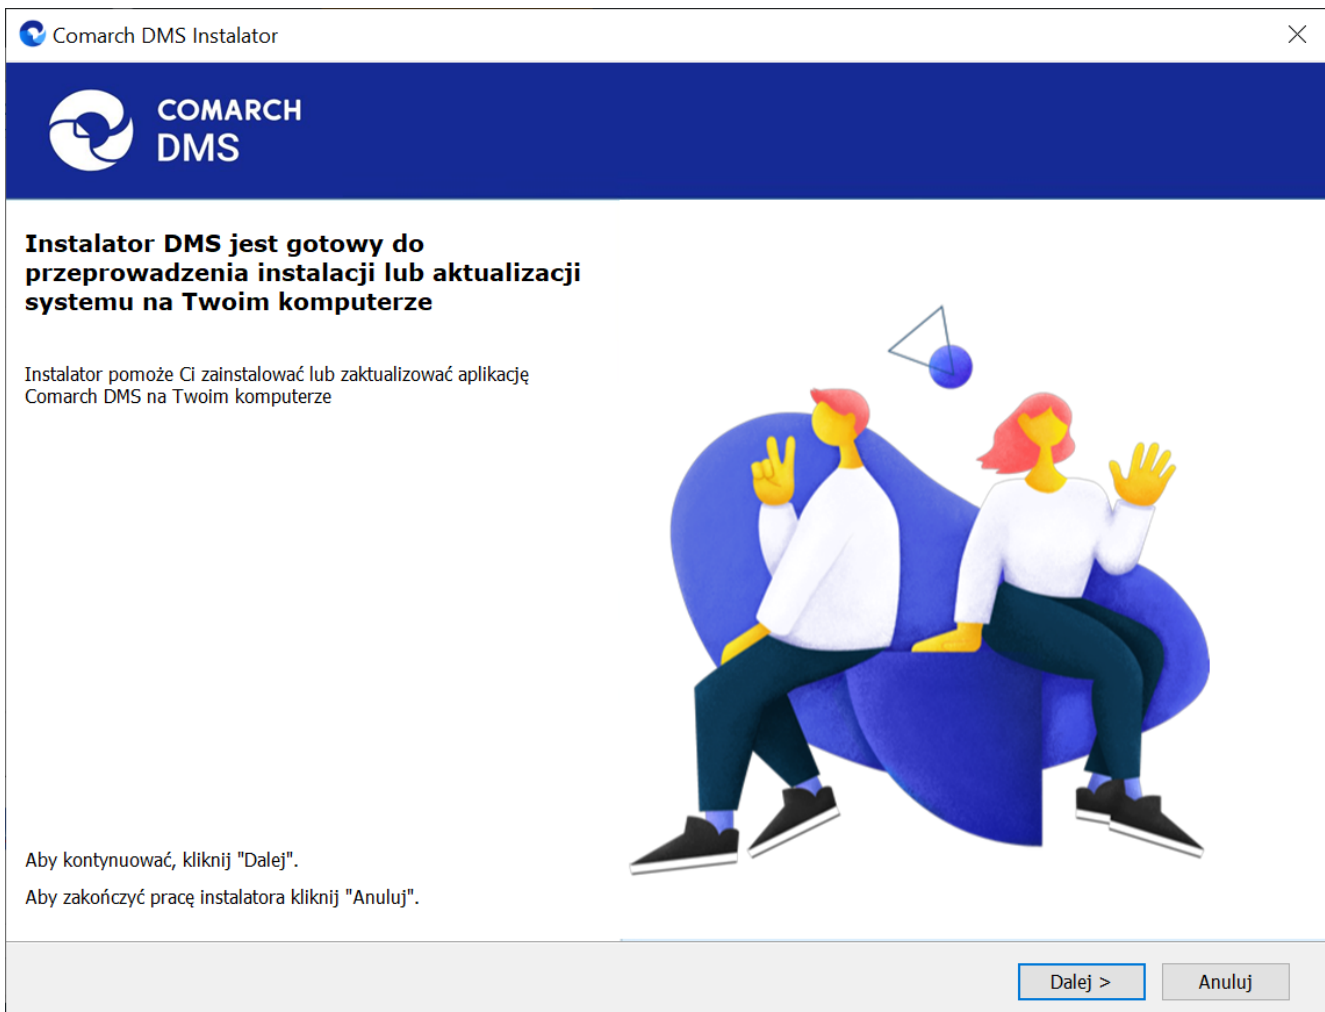 Comarch DMS Instalator
COMARCH
DMS
Instalator DMS jest gotowy do
przeprowadzenia instalacji lub aktualizacji
systemu na Twoim komputerze
Instalator pomoże Ci zainstalować lub zaktualizować aplikację
Comarch DMS na Twoim komputerze
Aby kontynuować, kliknij "Dalej".
Aby zakończyć pracę instalatora kliknij "Anuluj".
Dalej >
Anuluj